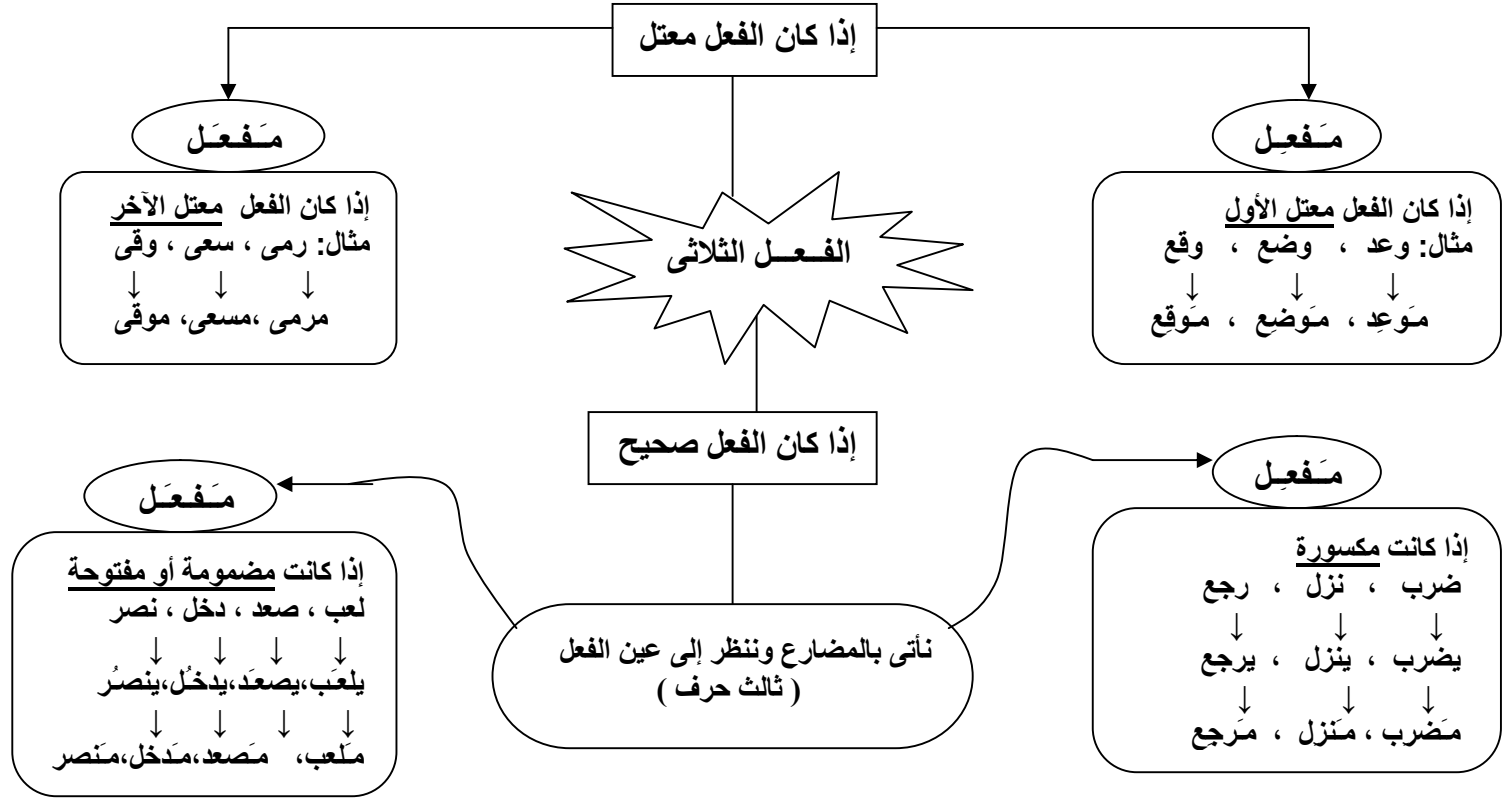 إذا كان الفعل معتل
مَـفعِـل
إذا كان الفعل معتل الأول
مثال: وعد ، وضع ، وقع
↓ ↓ ↓
مَوعِد ، مَوضِع ، مَوقِع
مَـفـعَـل
إذا كان الفعل معتل الآخر
مثال: رمى ، سعى ، وقى
↓ ↓ ↓
مرمى ،مسعى، موقى
الفــعــل الثلاثى
إذا كان الفعل صحيح
مَـفعِـل
إذا كانت مكسورة
ضرب ، نزل ، رجع
↓ ↓ ↓
يضرب ، ينزل ، يرجع
↓ ↓ ↓
مَضرب ، مَنزل ، مَرجِع
مَـفـعَـل
إذا كانت مضمومة أو مفتوحة
لعب ، صعد ، دخل ، نصر
↓ ↓ ↓ ↓
يلعَب،يصعَد،يدخُل،ينصُر
↓ ↓ ↓ ↓
مَلعب، مَصعد،مَدخل،مَنصر
نأتى بالمضارع وننظر إلى عين الفعل
( ثالث حرف )